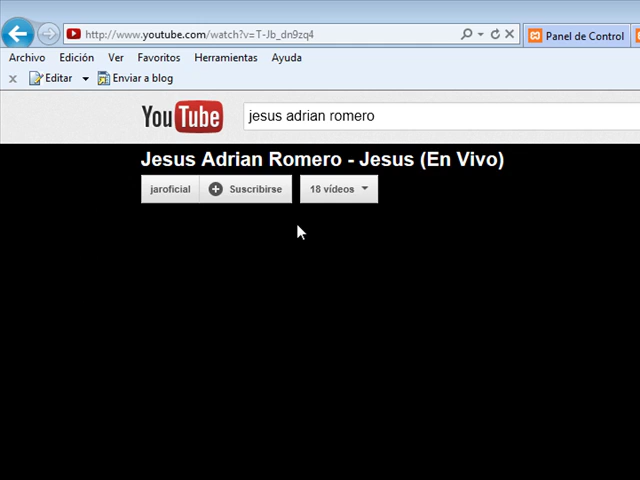 http://www.youtube.com/watch?v=T-Jb_dn9zq4
Panel de Control
Archivo Edición Ver Favoritos Herramientas Ayuda
x Editar Enviar a blog
YouTube jesus adrian romero
Jesus Adrian Romero - Jesus (En Vivo)
jaroficial Suscribirse 18 vídeos